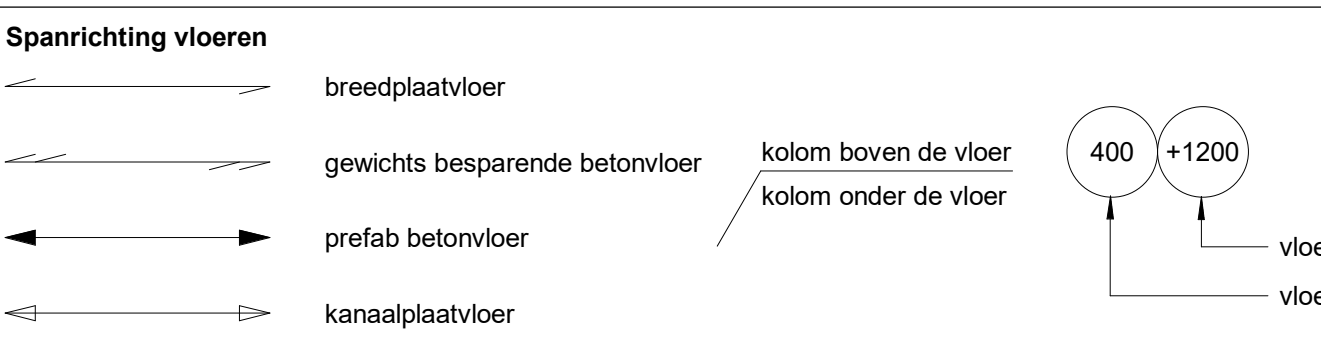 Spanrichting vloeren
breedplaatvloer
gewichts besparende betonvloer
prefab betonvloer
kanaalplaatvloer
kolom boven de vloer
kolom onder de vloer
400
+1200